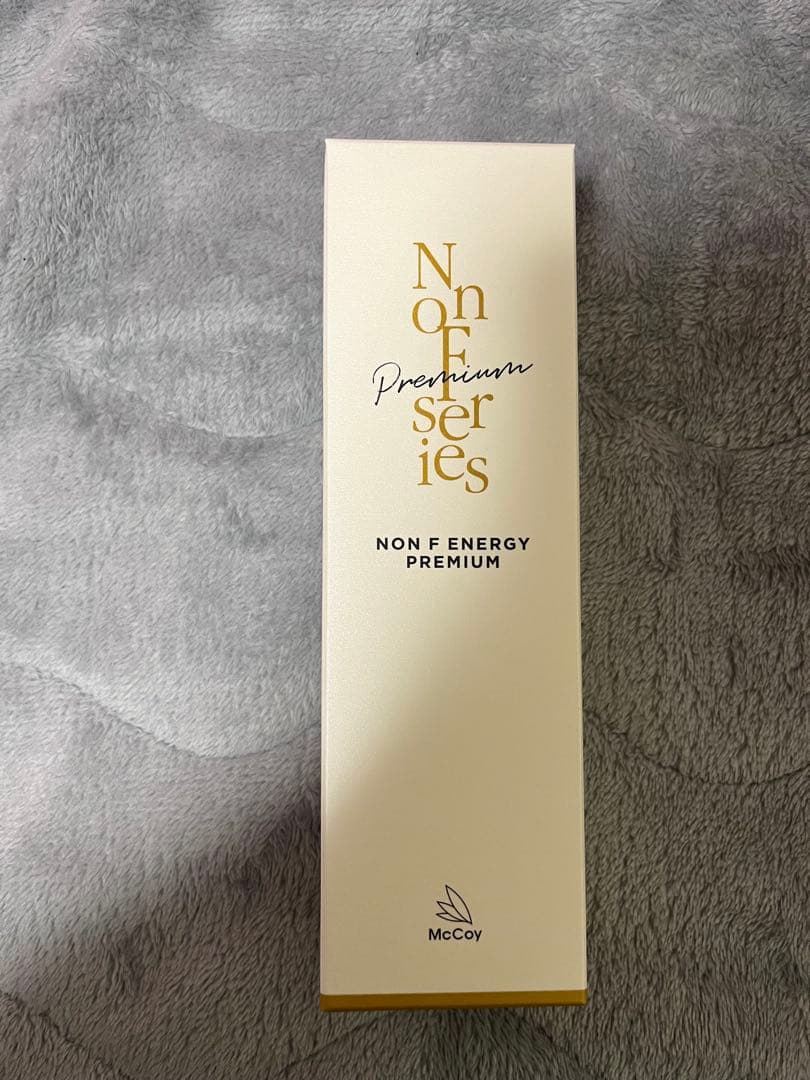 Non
F
Premium
series
NON F ENERGY
PREMIUM
McCoy